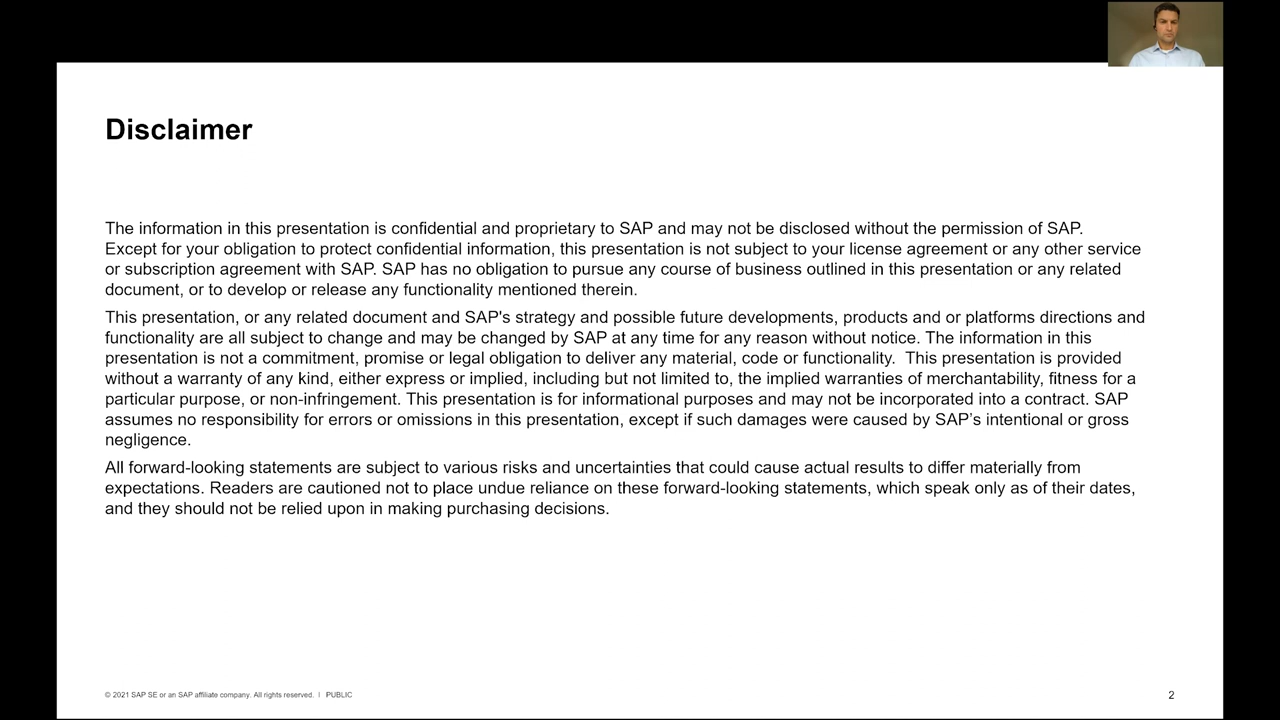 Disclaimer
The information in this presentation is confidential and proprietary to SAP and may not be disclosed without the permission of SAP.
Except for your obligation to protect confidential information, this presentation is not subject to your license agreement or any other service
or subscription agreement with SAP. SAP has no obligation to pursue any course of business outlined in this presentation or any related
document, or to develop or release any functionality mentioned therein.
This presentation, or any related document and SAP's strategy and possible future developments, products and or platforms directions and
functionality are all subject to change and may be changed by SAP at any time for any reason without notice. The information in this
presentation is not a commitment, promise or legal obligation to deliver any material, code or functionality.  This presentation is provided
without a warranty of any kind, either express or implied, including but not limited to, the implied warranties of merchantability, fitness for a
particular purpose, or non-infringement. This presentation is for informational purposes and may not be incorporated into a contract. SAP
assumes no responsibility for errors or omissions in this presentation, except if such damages were caused by SAP’s intentional or gross
negligence.
All forward-looking statements are subject to various risks and uncertainties that could cause actual results to differ materially from
expectations. Readers are cautioned not to place undue reliance on these forward-looking statements, which speak only as of their dates,
and they should not be relied upon in making purchasing decisions.
© 2021 SAP SE or an SAP affiliate company. All rights reserved. | PUBLIC
2